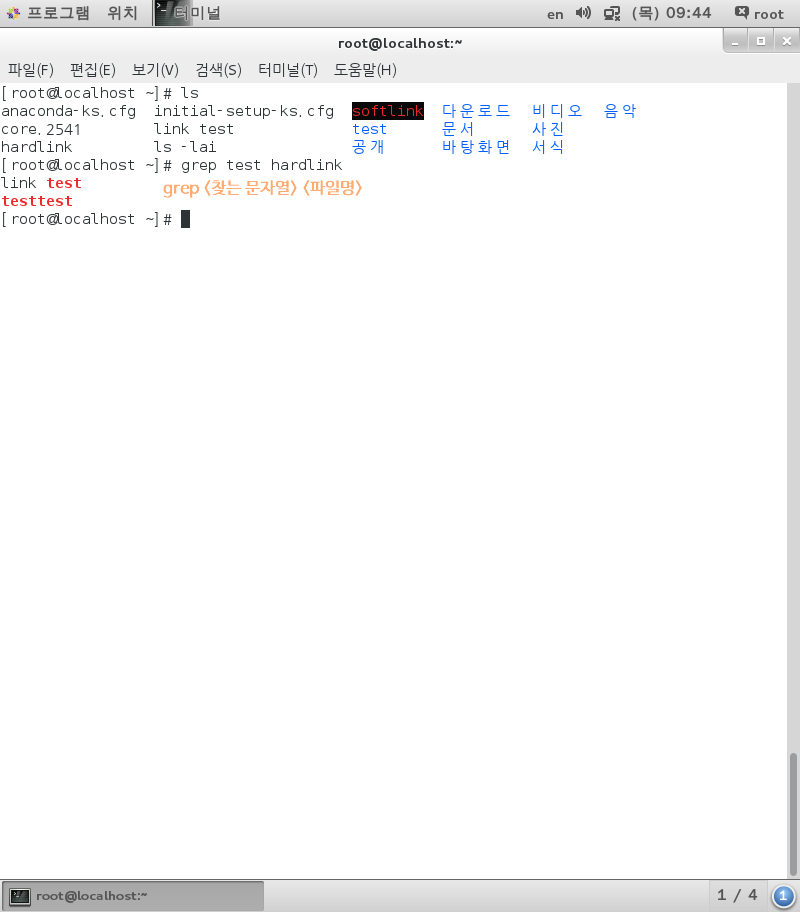 프로그램 위치 터미널 en (목) 09:44 root
root@localhost:~
파일(F) 편집(E) 보기(V) 검색(S) 터미널(T) 도움말(H)
[root@localhost ~]# ls
anaconda-ks.cfg initial-setup-ks.cfg softlink 다운로드 비디오 음악
core.2541 link test test 문서 사진
hardlink ls -lai 공개 바탕화면 서식
[root@localhost ~]# grep test hardlink
link test
grep <찾는 문자열> <파일명>
testtest
[root@localhost ~]#
root@localhost:~ 1 / 4 1